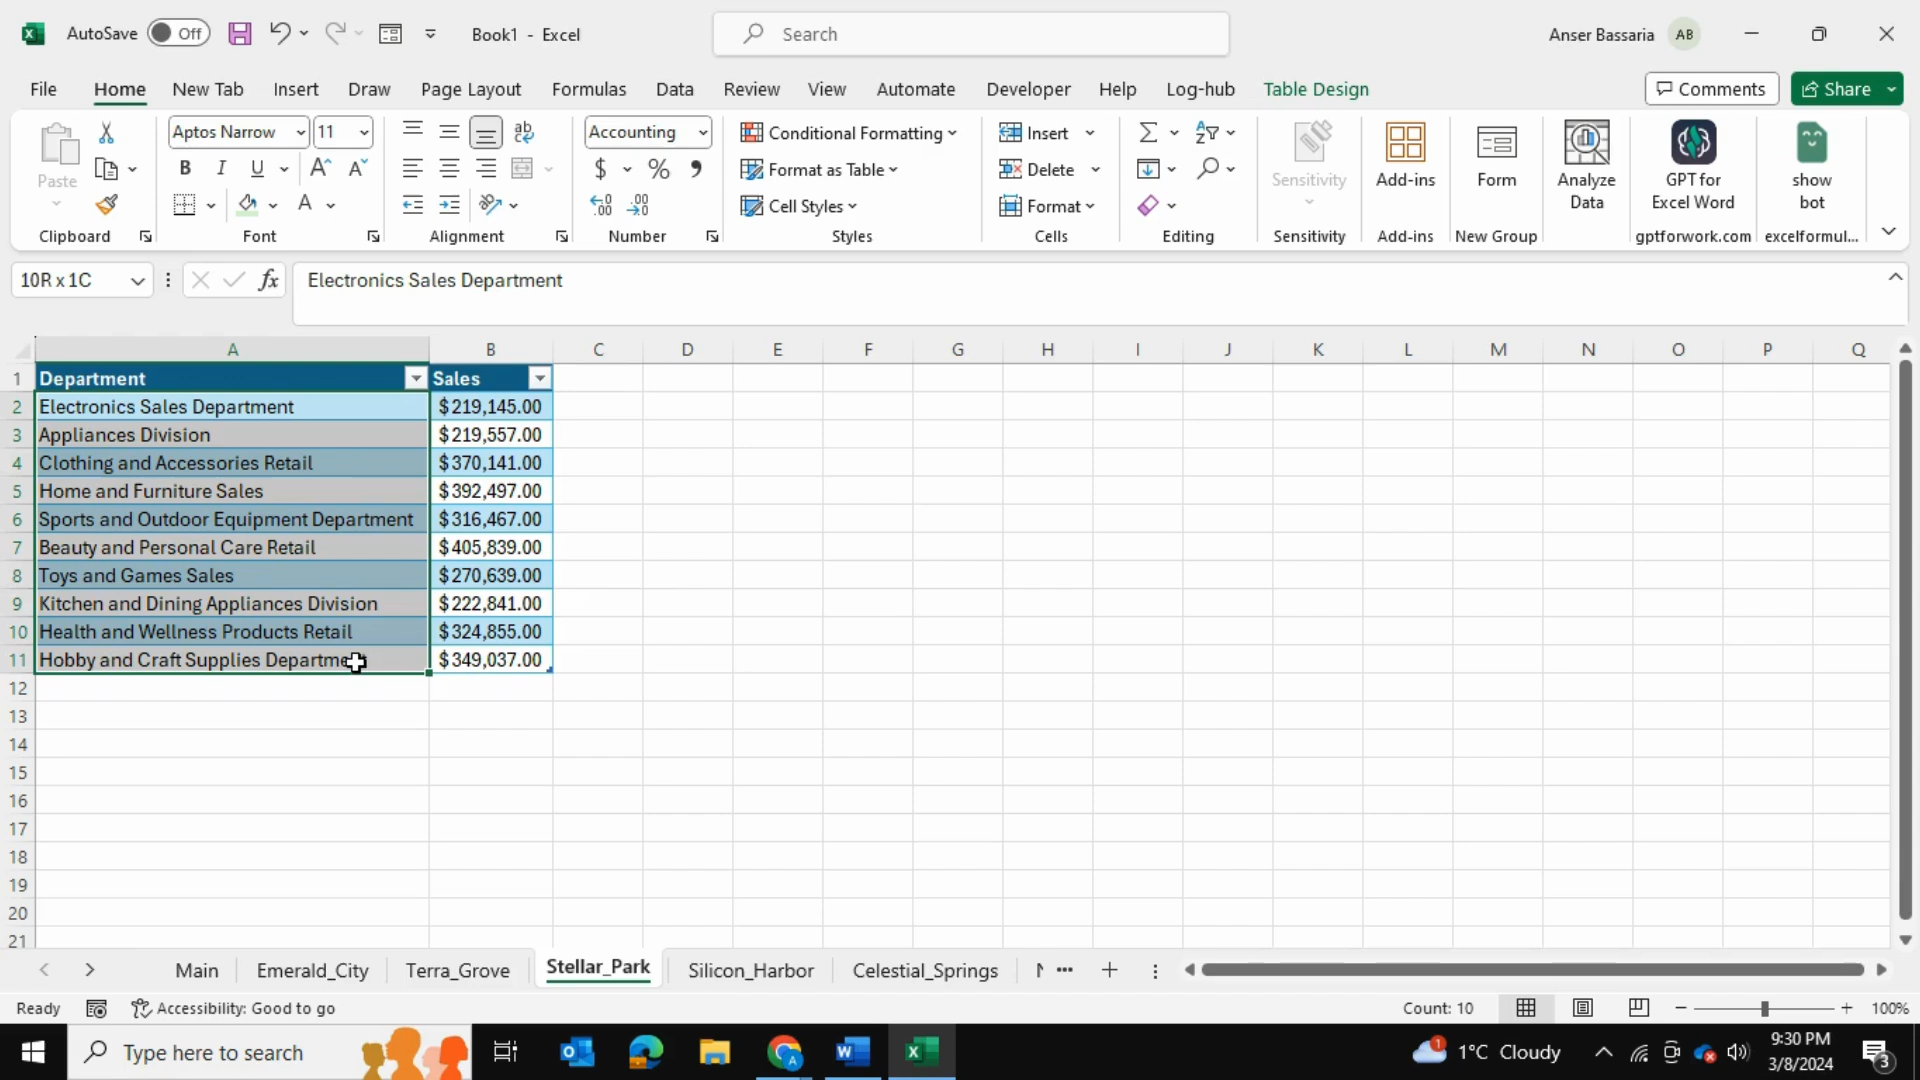 AutoSave Off Book1 - Excel Search Anser Bassaria AB
File Home New Tab Insert Draw Page Layout Formulas Data Review View Automate Developer Help Log-hub Table Design Comments Share
Paste
Clipboard
Aptos Narrow 11
B I U A A
A
Font
ab
Alignment
Accounting
$ % 9
.00 .00
Number
Conditional Formatting
Format as Table
Cell Styles
Styles
Insert
Delete
Format
Cells
Editing
Sensitivity
Sensitivity
Add-ins
Add-ins
Form
New Group
Analyze
Data
GPT for
Excel Word
gptforwork.com
show
bot
excelformul...
10R x 1C fx Electronics Sales Department
A B C D E F G H I J K L M N O P Q
1 Department Sales
2 Electronics Sales Department $ 219,145.00
3 Appliances Division $ 219,557.00
4 Clothing and Accessories Retail $ 370,141.00
5 Home and Furniture Sales $ 392,497.00
6 Sports and Outdoor Equipment Department $ 316,467.00
7 Beauty and Personal Care Retail $ 405,839.00
8 Toys and Games Sales $ 270,639.00
9 Kitchen and Dining Appliances Division $ 222,841.00
10 Health and Wellness Products Retail $ 324,855.00
11 Hobby and Craft Supplies Department $ 349,037.00
12
13
14
15
16
17
18
19
20
21
Main Emerald_City Terra_Grove Stellar_Park Silicon_Harbor Celestial_Springs ...
Ready Accessibility: Good to go Count: 10 100%
Type here to search 1 1°C Cloudy 9:30 PM
3/8/2024 3